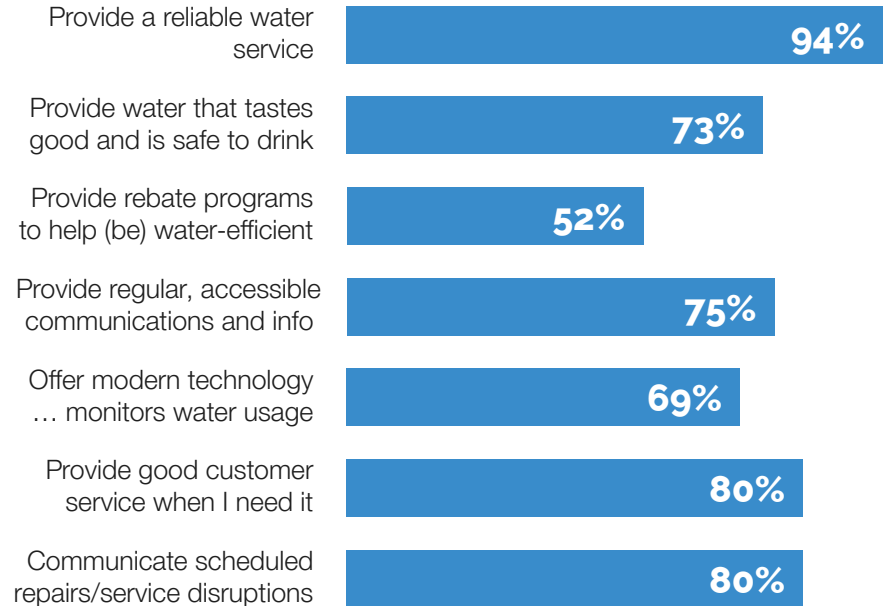 Provide a reliable water
service
94%
Provide water that tastes
good and is safe to drink
73%
Provide rebate programs
to help (be) water-efficient
52%
Provide regular, accessible
communications and info
75%
Offer modern technology
… monitors water usage
69%
Provide good customer
service when I need it
80%
Communicate scheduled
repairs/service disruptions
80%